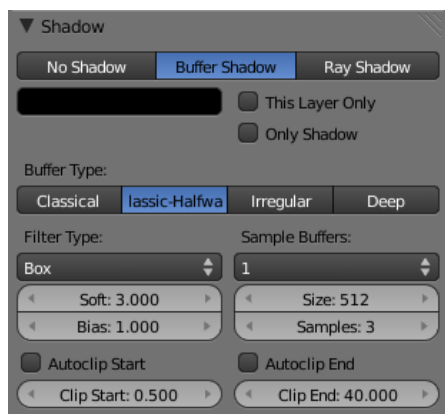 Shadow
No Shadow Buffer Shadow Ray Shadow
This Layer Only
Only Shadow
Buffer Type:
Classical lassic-Halfwa Irregular Deep
Filter Type: Sample Buffers:
Box 1
Soft: 3.000 Size: 512
Bias: 1.000 Samples: 3
Autoclip Start Autoclip End
Clip Start: 0.500 Clip End: 40.000